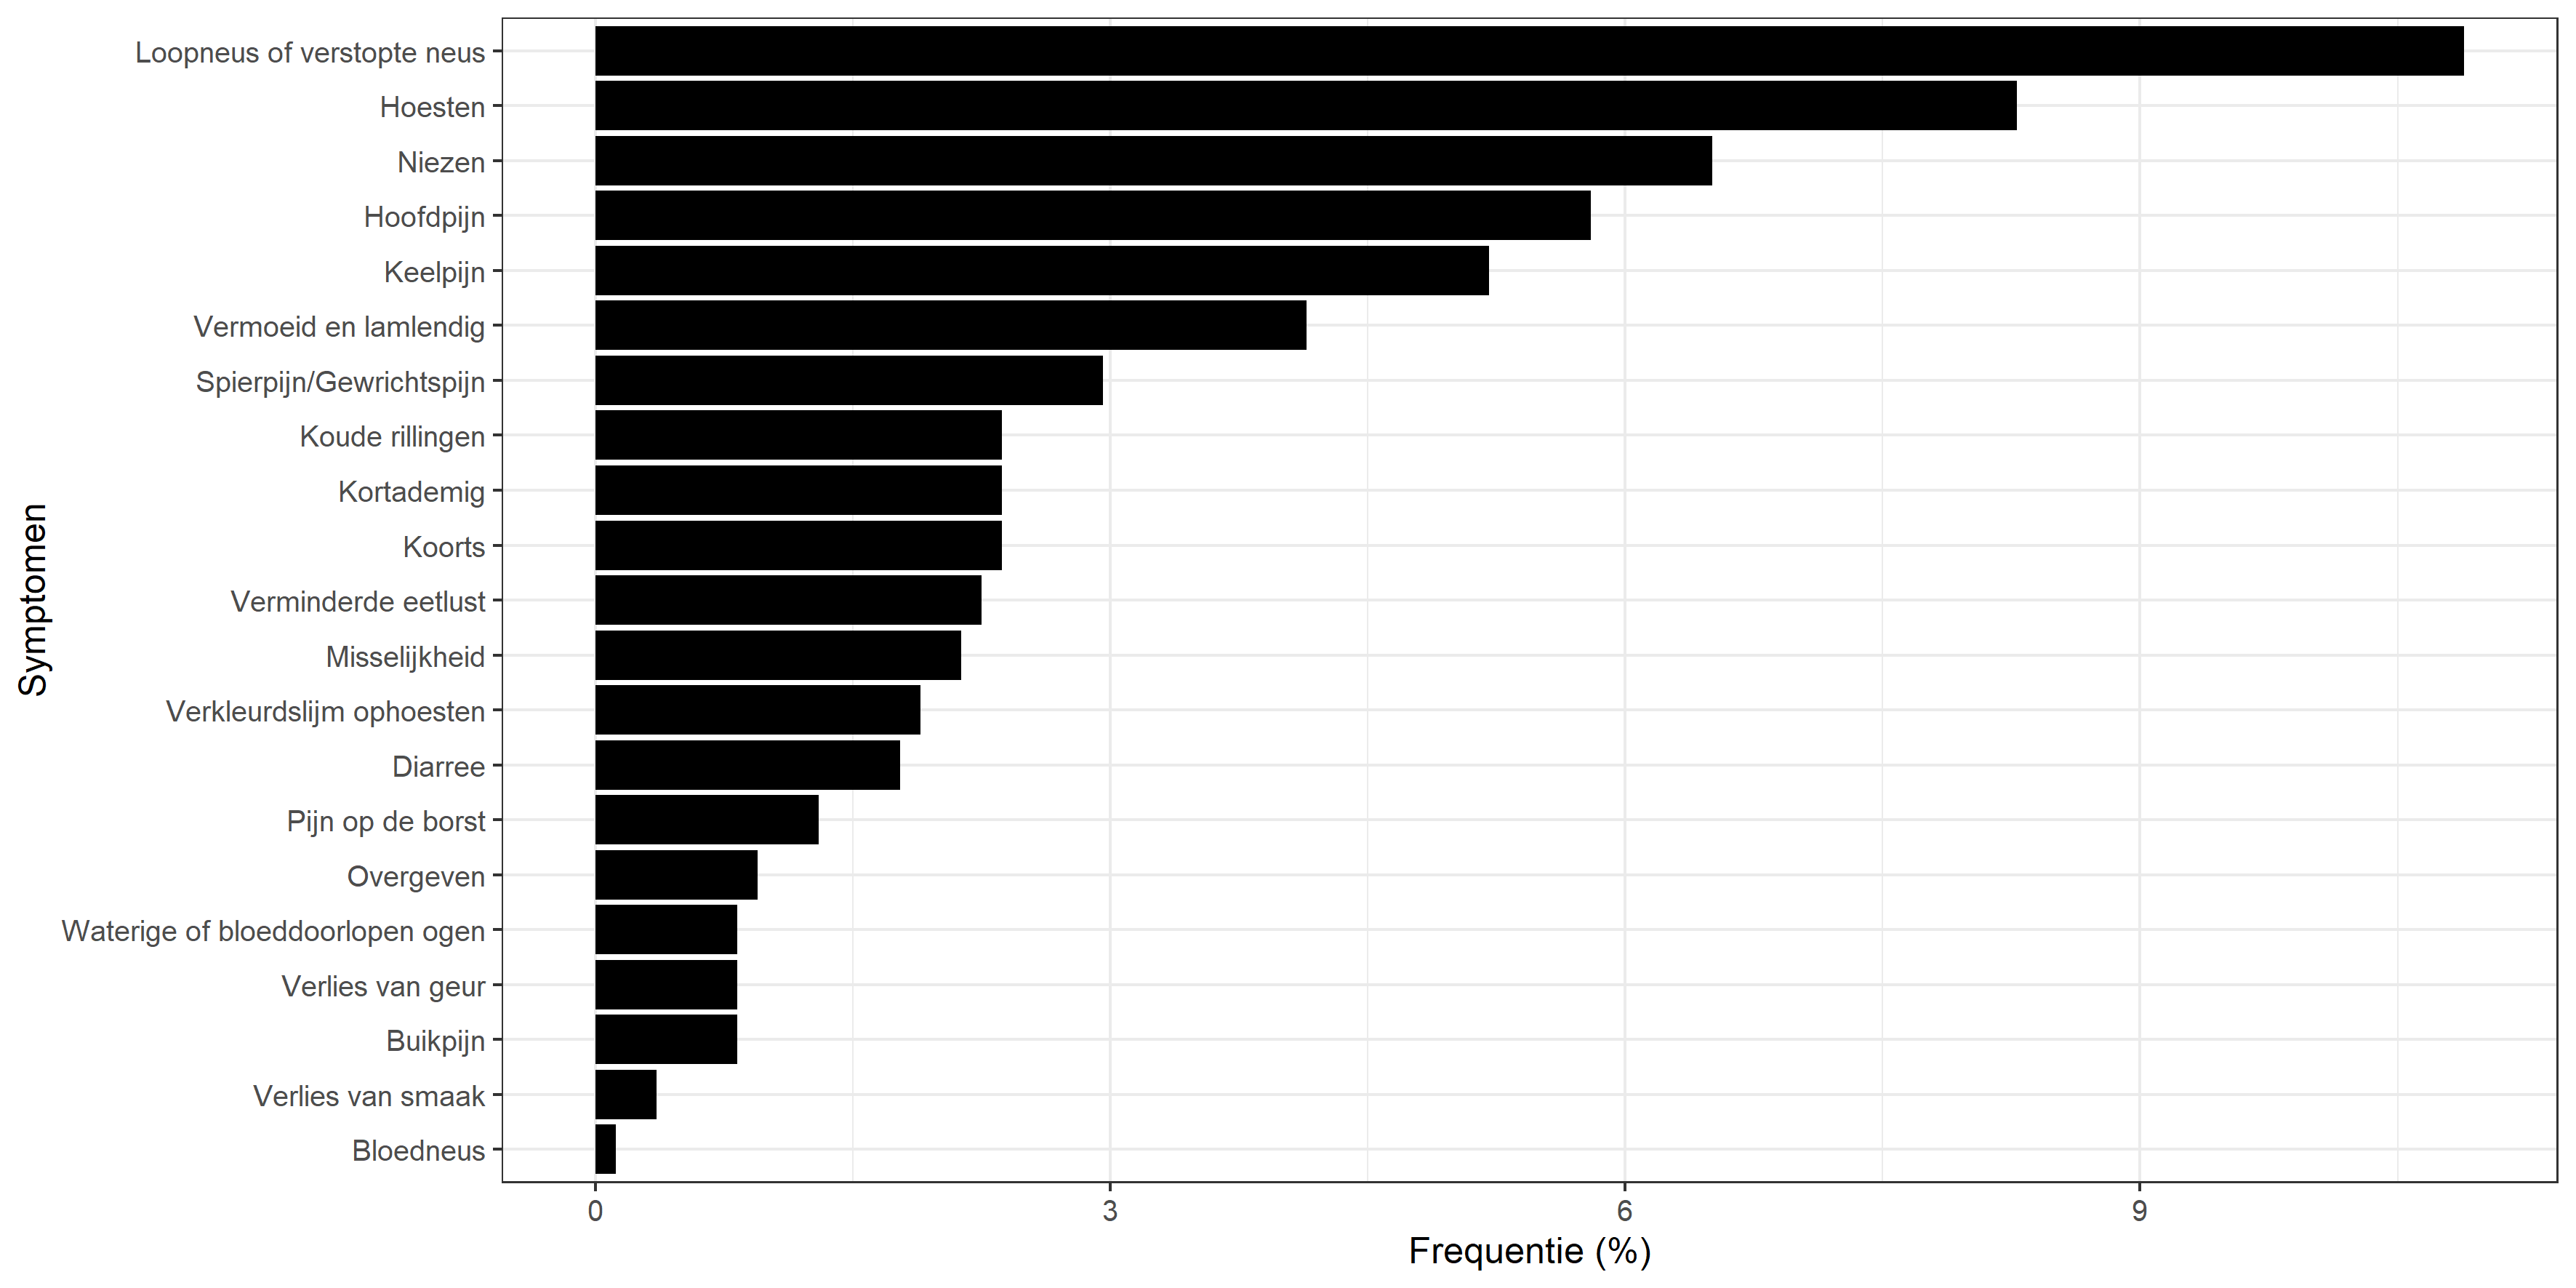 Loopneus of verstopte neus
Hoesten
Niezen
Hoofdpijn
Keelpijn
Vermoeid en lamlendig
Spierpijn/Gewrichtspijn
Koude rillingen
Kortademig
Koorts
Verminderde eetlust
Misselijkheid
Verkleurdslijm ophoesten
Diarree
Pijn op de borst
Overgeven
Waterige of bloeddoorlopen ogen
Verlies van geur
Buikpijn
Verlies van smaak
Bloedneus
Symptomen
0 3 6 9
Frequentie (%)